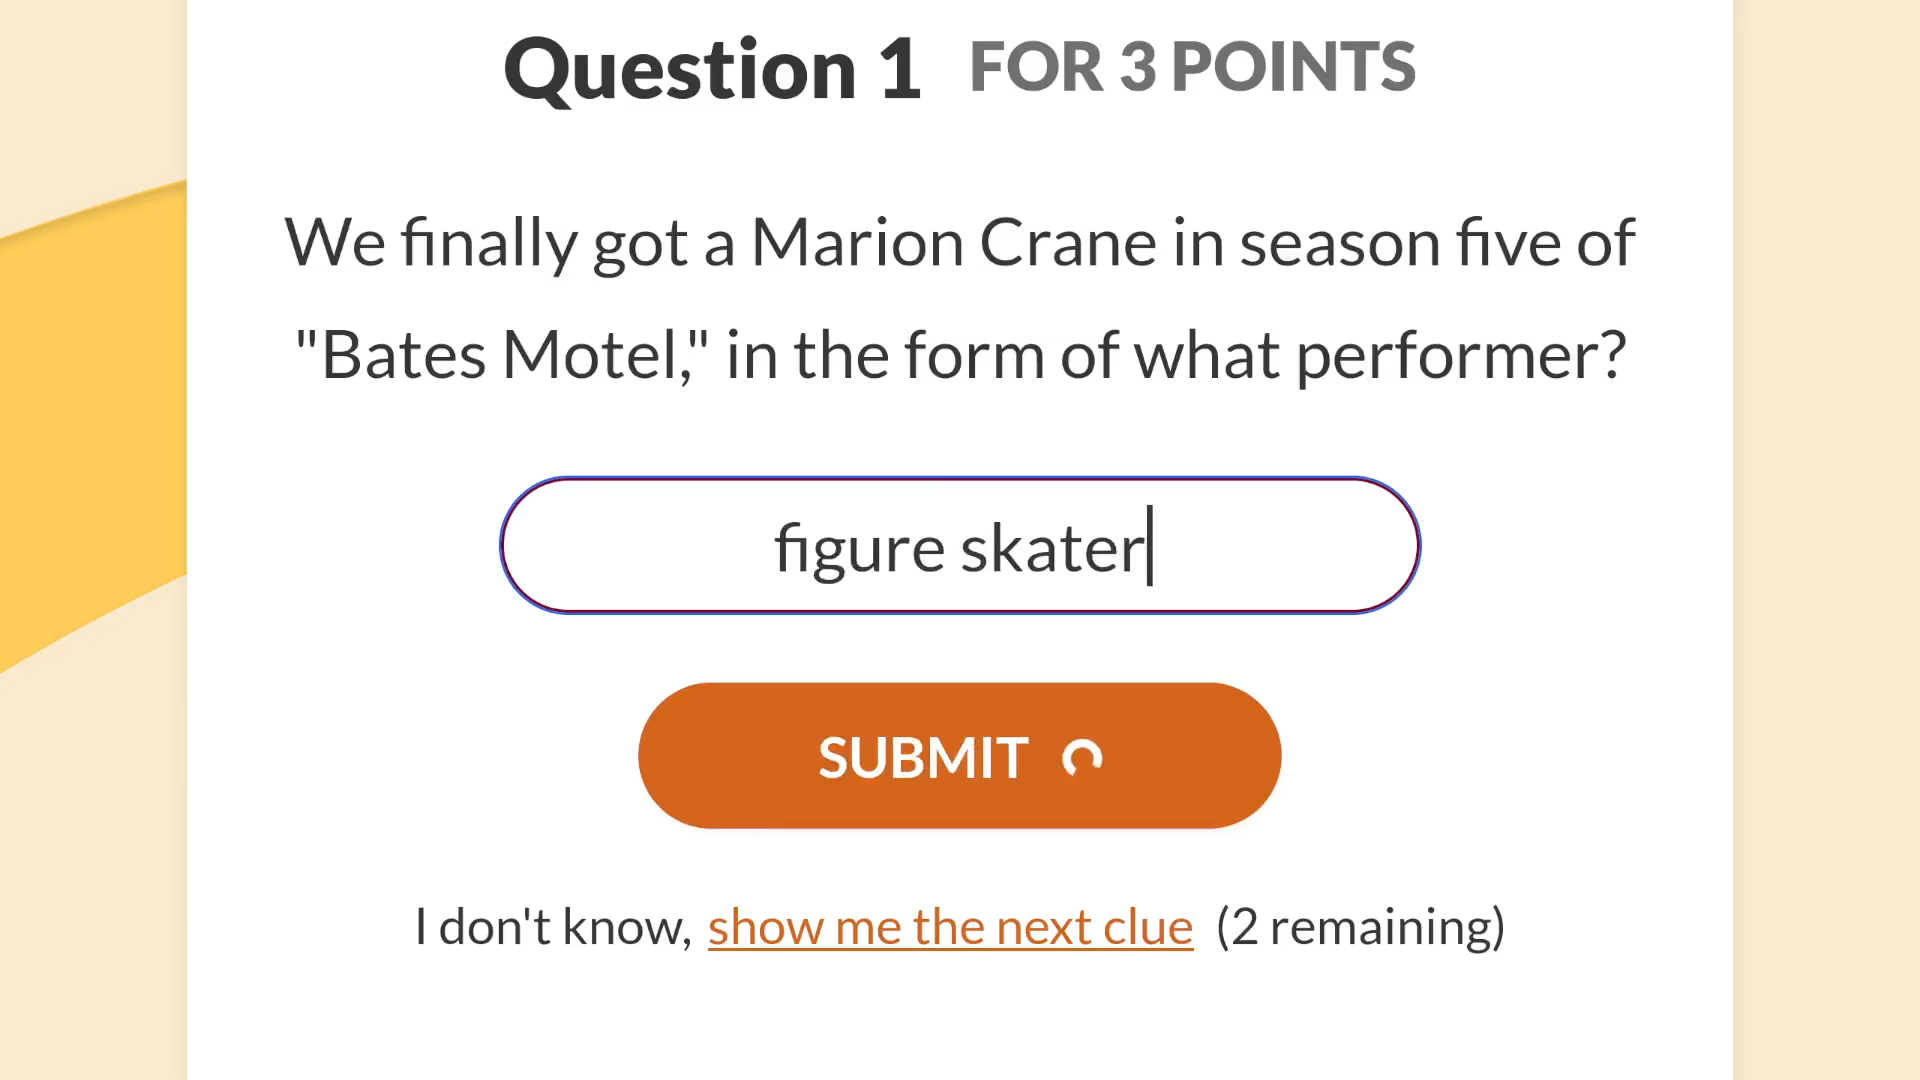 Question 1 FOR 3 POINTS
We finally got a Marion Crane in season five of
"Bates Motel," in the form of what performer?
figure skater
SUBMIT
I don't know, show me the next clue (2 remaining)